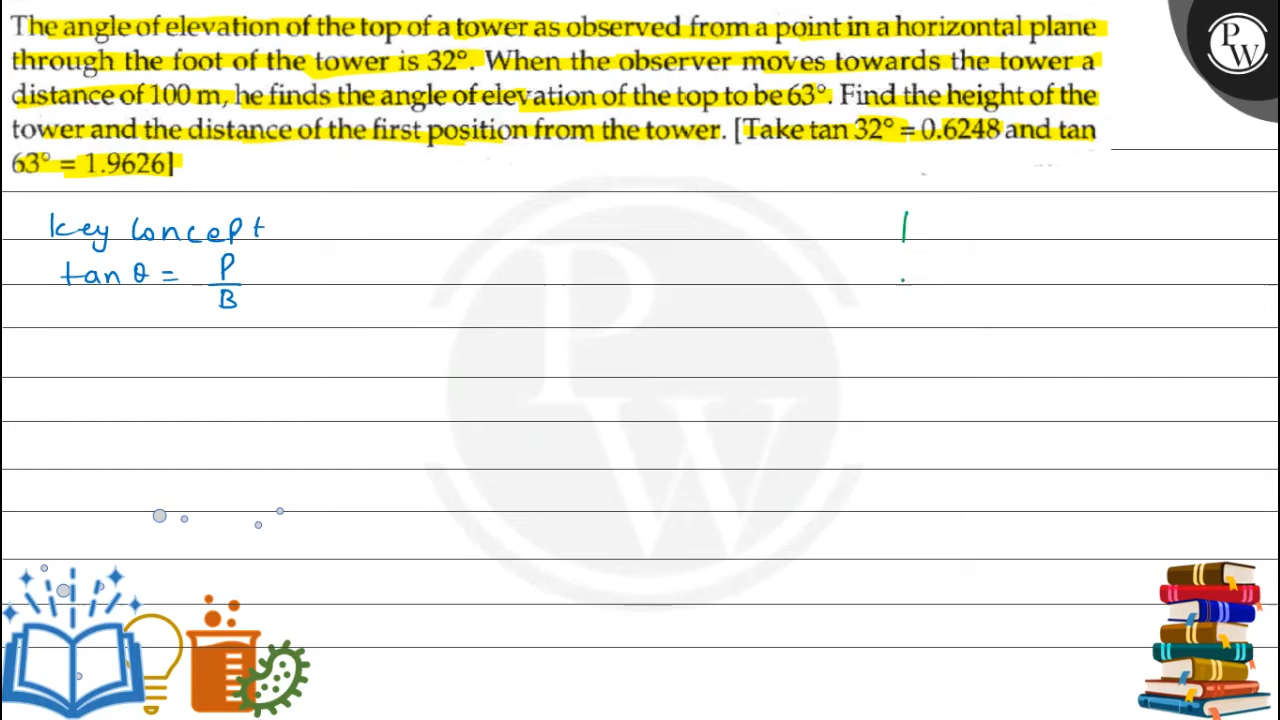 The angle of elevation of the top of a tower as observed from a point in a horizontal plane
through the foot of the tower is 32°. When the observer moves towards the tower a
distance of 100 m, he finds the angle of elevation of the top to be 63°. Find the height of the
tower and the distance of the first position from the tower. [Take tan 32° = 0.6248 and tan
63° = 1.9626]
key concept
tan θ = P
B
PW
PW